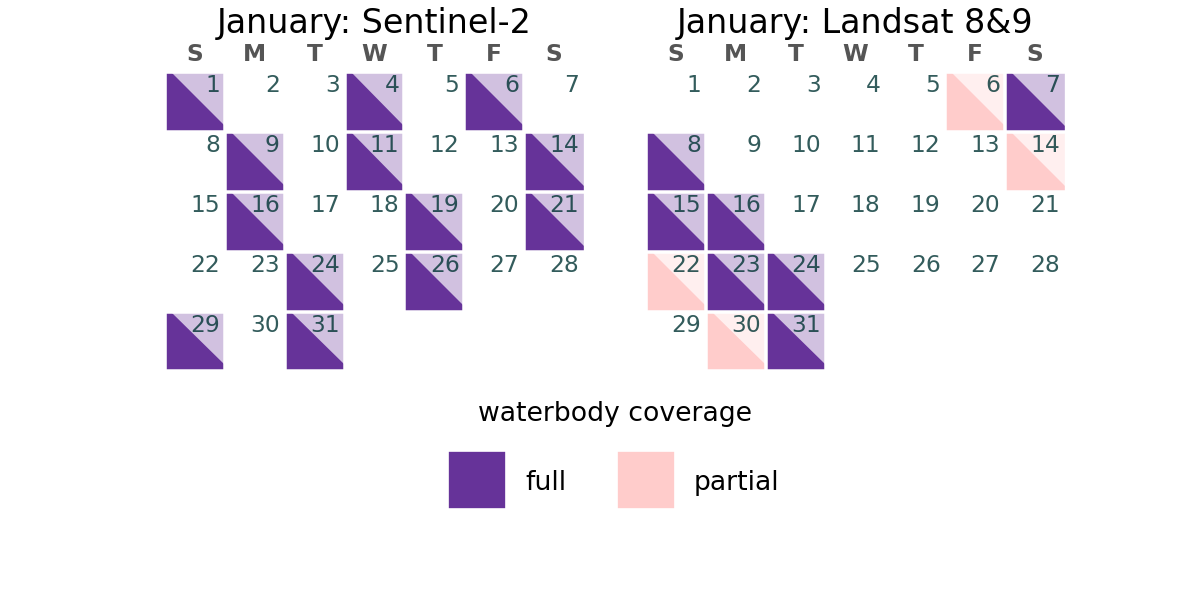 January: Sentinel-2
S M T W T F S
1 2 3 4 5 6 7
8 9 10 11 12 13 14
15 16 17 18 19 20 21
22 23 24 25 26 27 28
29 30 31
January: Landsat 8&9
S M T W T F S
1 2 3 4 5 6 7
8 9 10 11 12 13 14
15 16 17 18 19 20 21
22 23 24 25 26 27 28
29 30 31
waterbody coverage
full partial